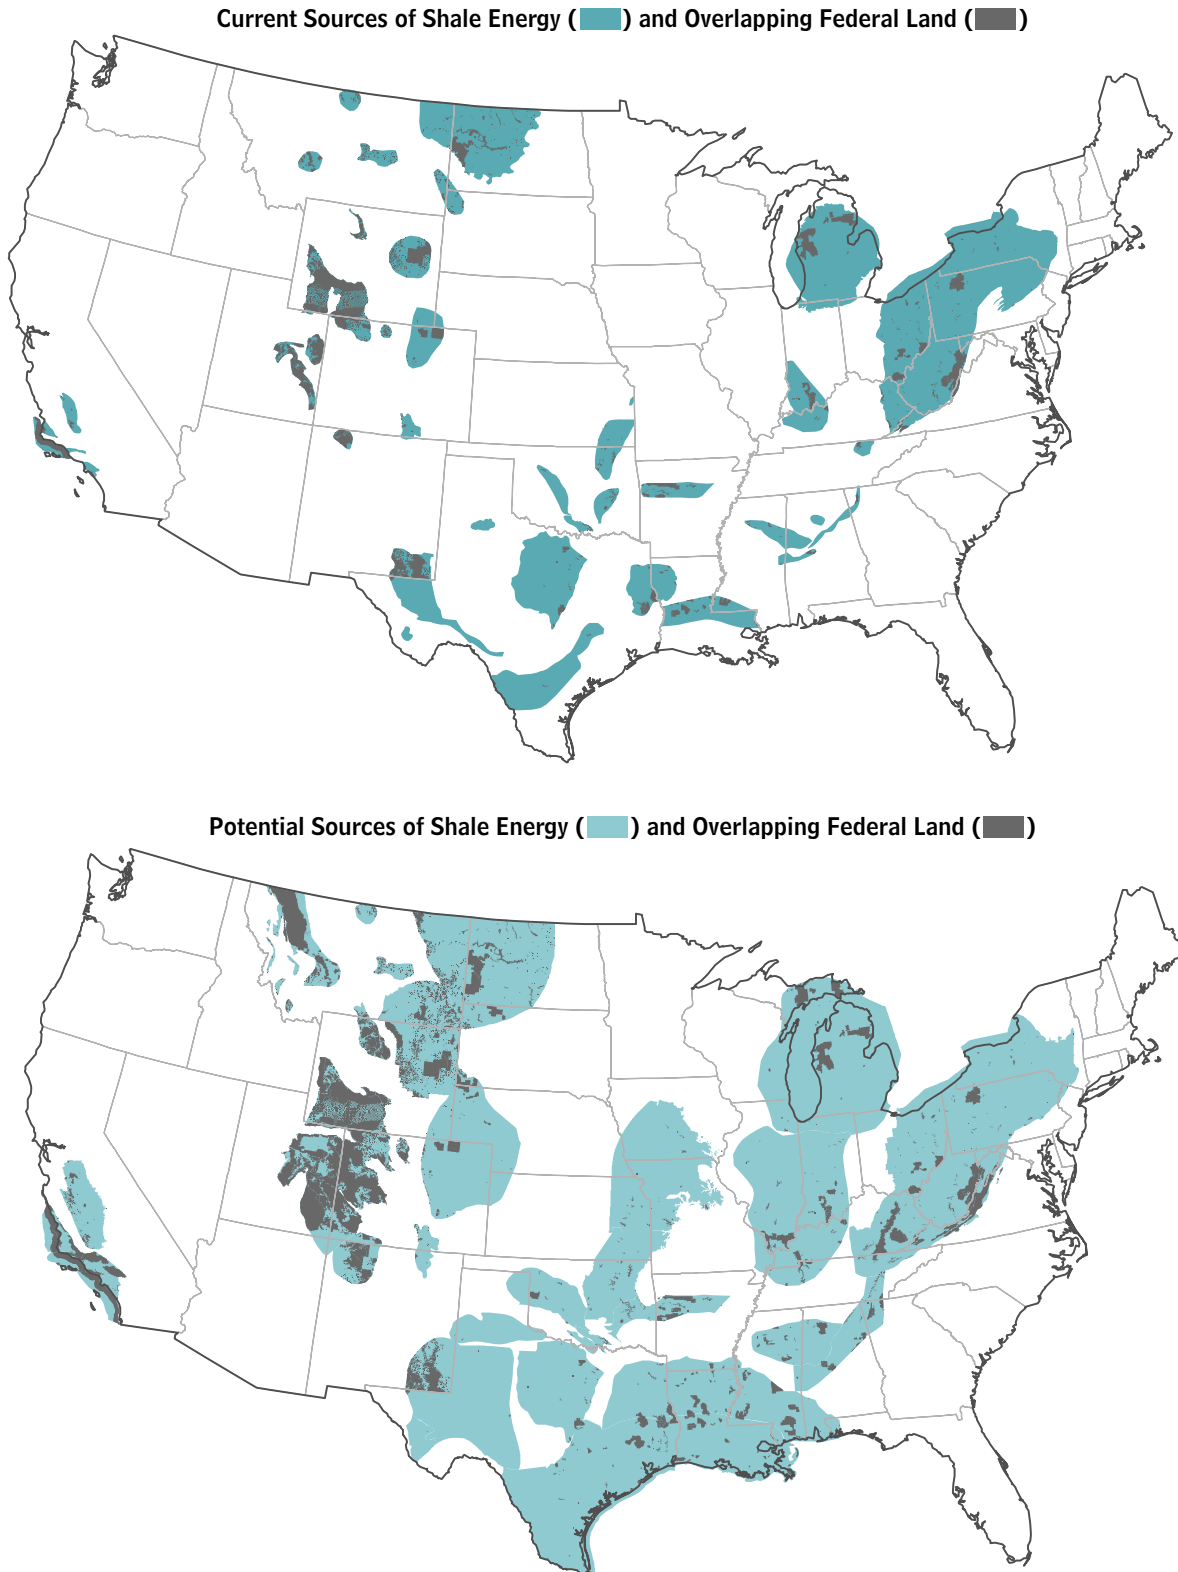 Current Sources of Shale Energy ( ) and Overlapping Federal Land ( )
Potential Sources of Shale Energy ( ) and Overlapping Federal Land ( )